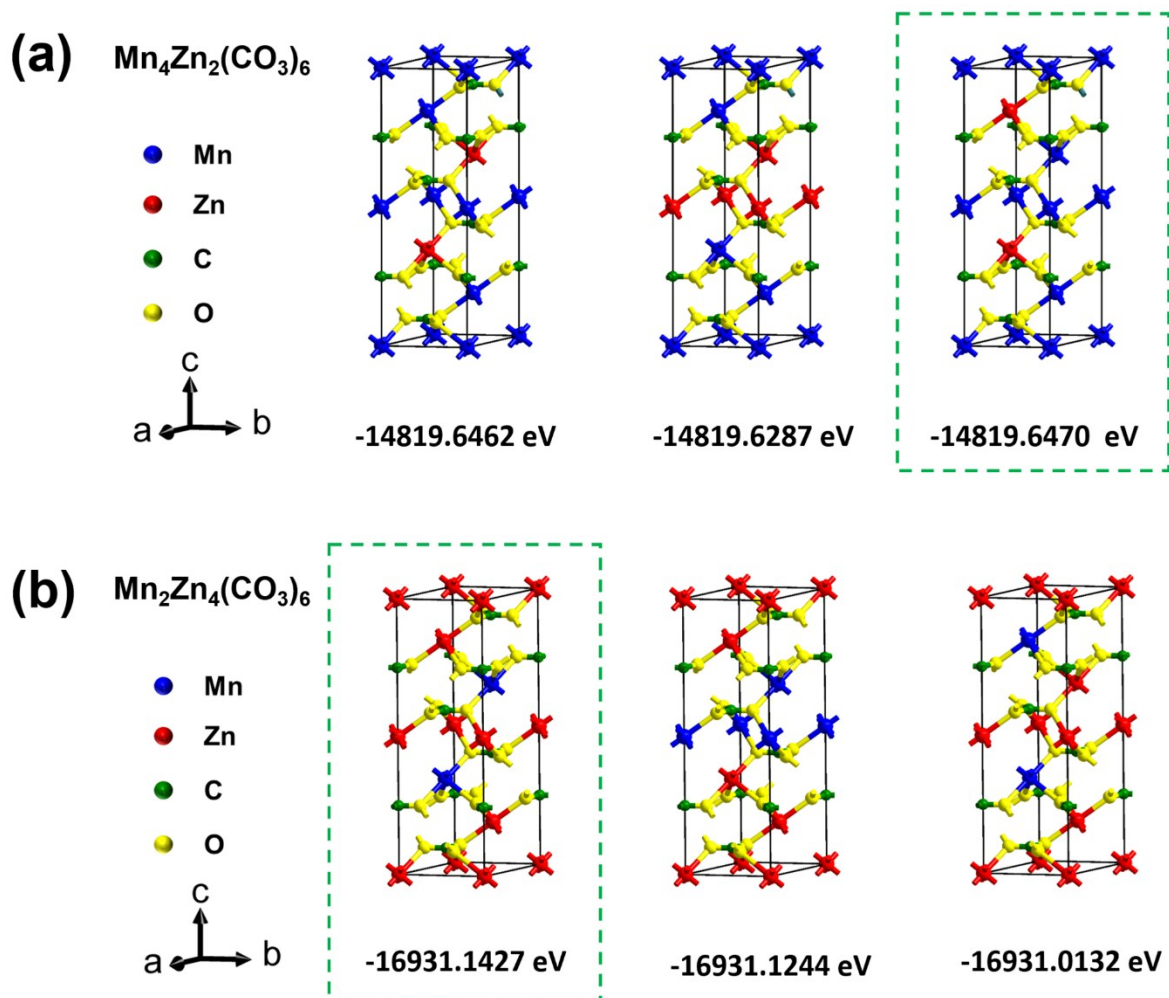 (a) Mn₄Zn₂(CO₃)₆
Mn
Zn
C
O
c
a b
-14819.6462 eV -14819.6287 eV -14819.6470 eV
(b) Mn₂Zn₄(CO₃)₆
Mn
Zn
C
O
c
a b
-16931.1427 eV -16931.1244 eV -16931.0132 eV